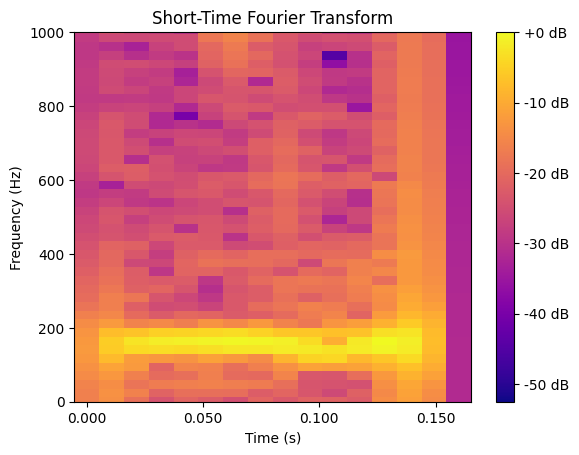 Short-Time Fourier Transform
1000
800
600
400
200
0
Frequency (Hz)
0.000
0.050
0.100
0.150
Time (s)
+0 dB
-10 dB
-20 dB
-30 dB
-40 dB
-50 dB